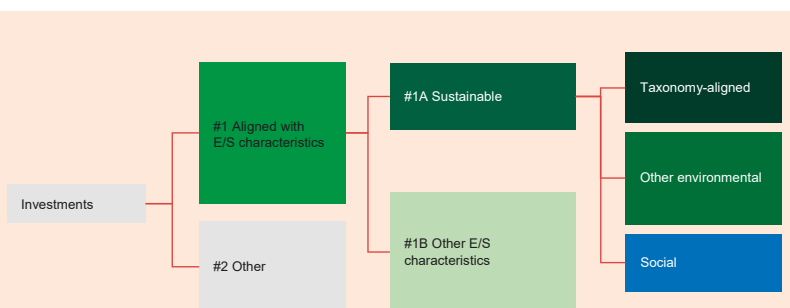 Investments
#1 Aligned with
E/S characteristics
#2 Other
#1A Sustainable
#1B Other E/S
characteristics
Taxonomy-aligned
Other environmental
Social